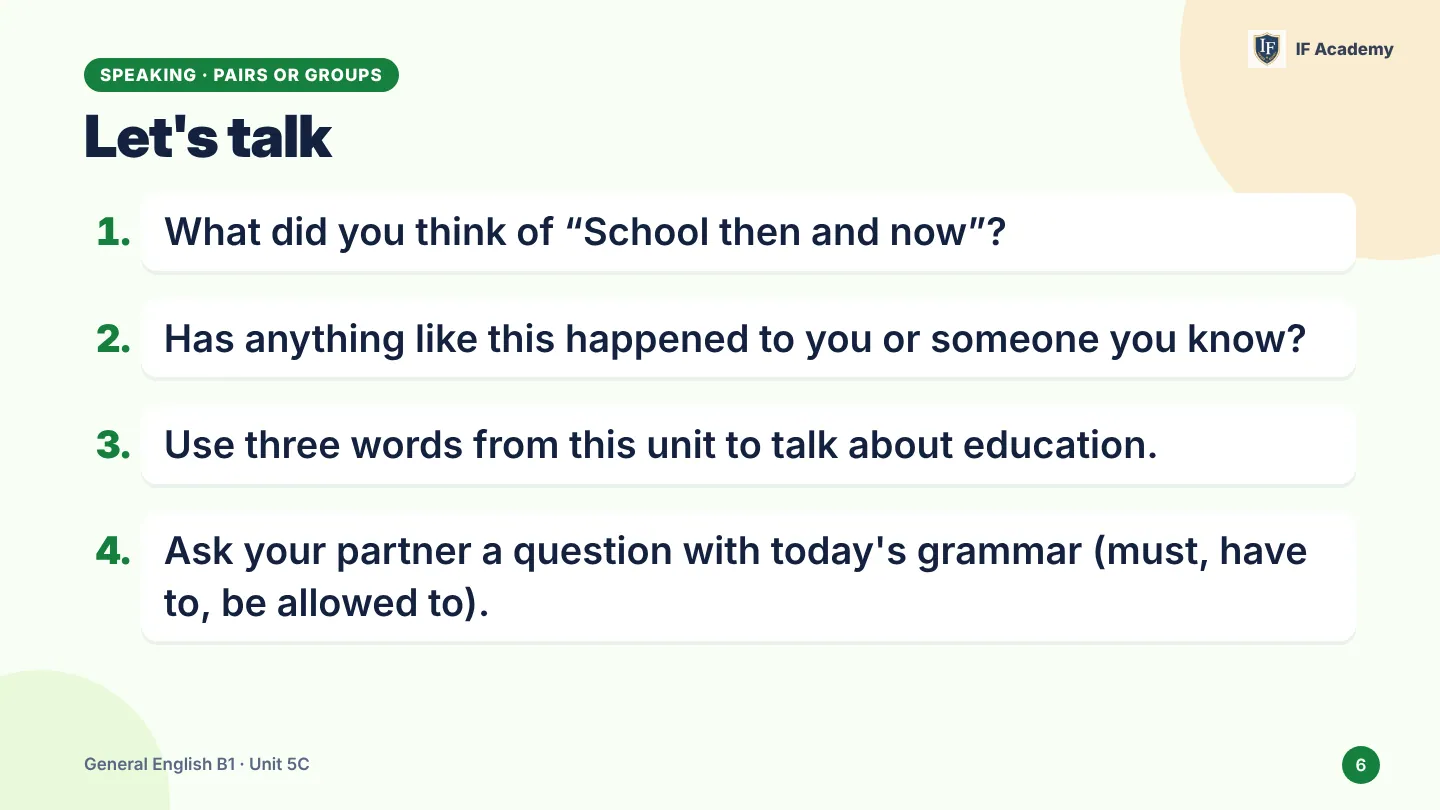 IF
IF Academy
SPEAKING · PAIRS OR GROUPS
Let's talk
1. What did you think of “School then and now”?
2. Has anything like this happened to you or someone you know?
3. Use three words from this unit to talk about education.
4. Ask your partner a question with today's grammar (must, have
to, be allowed to).
General English B1 · Unit 5C
6